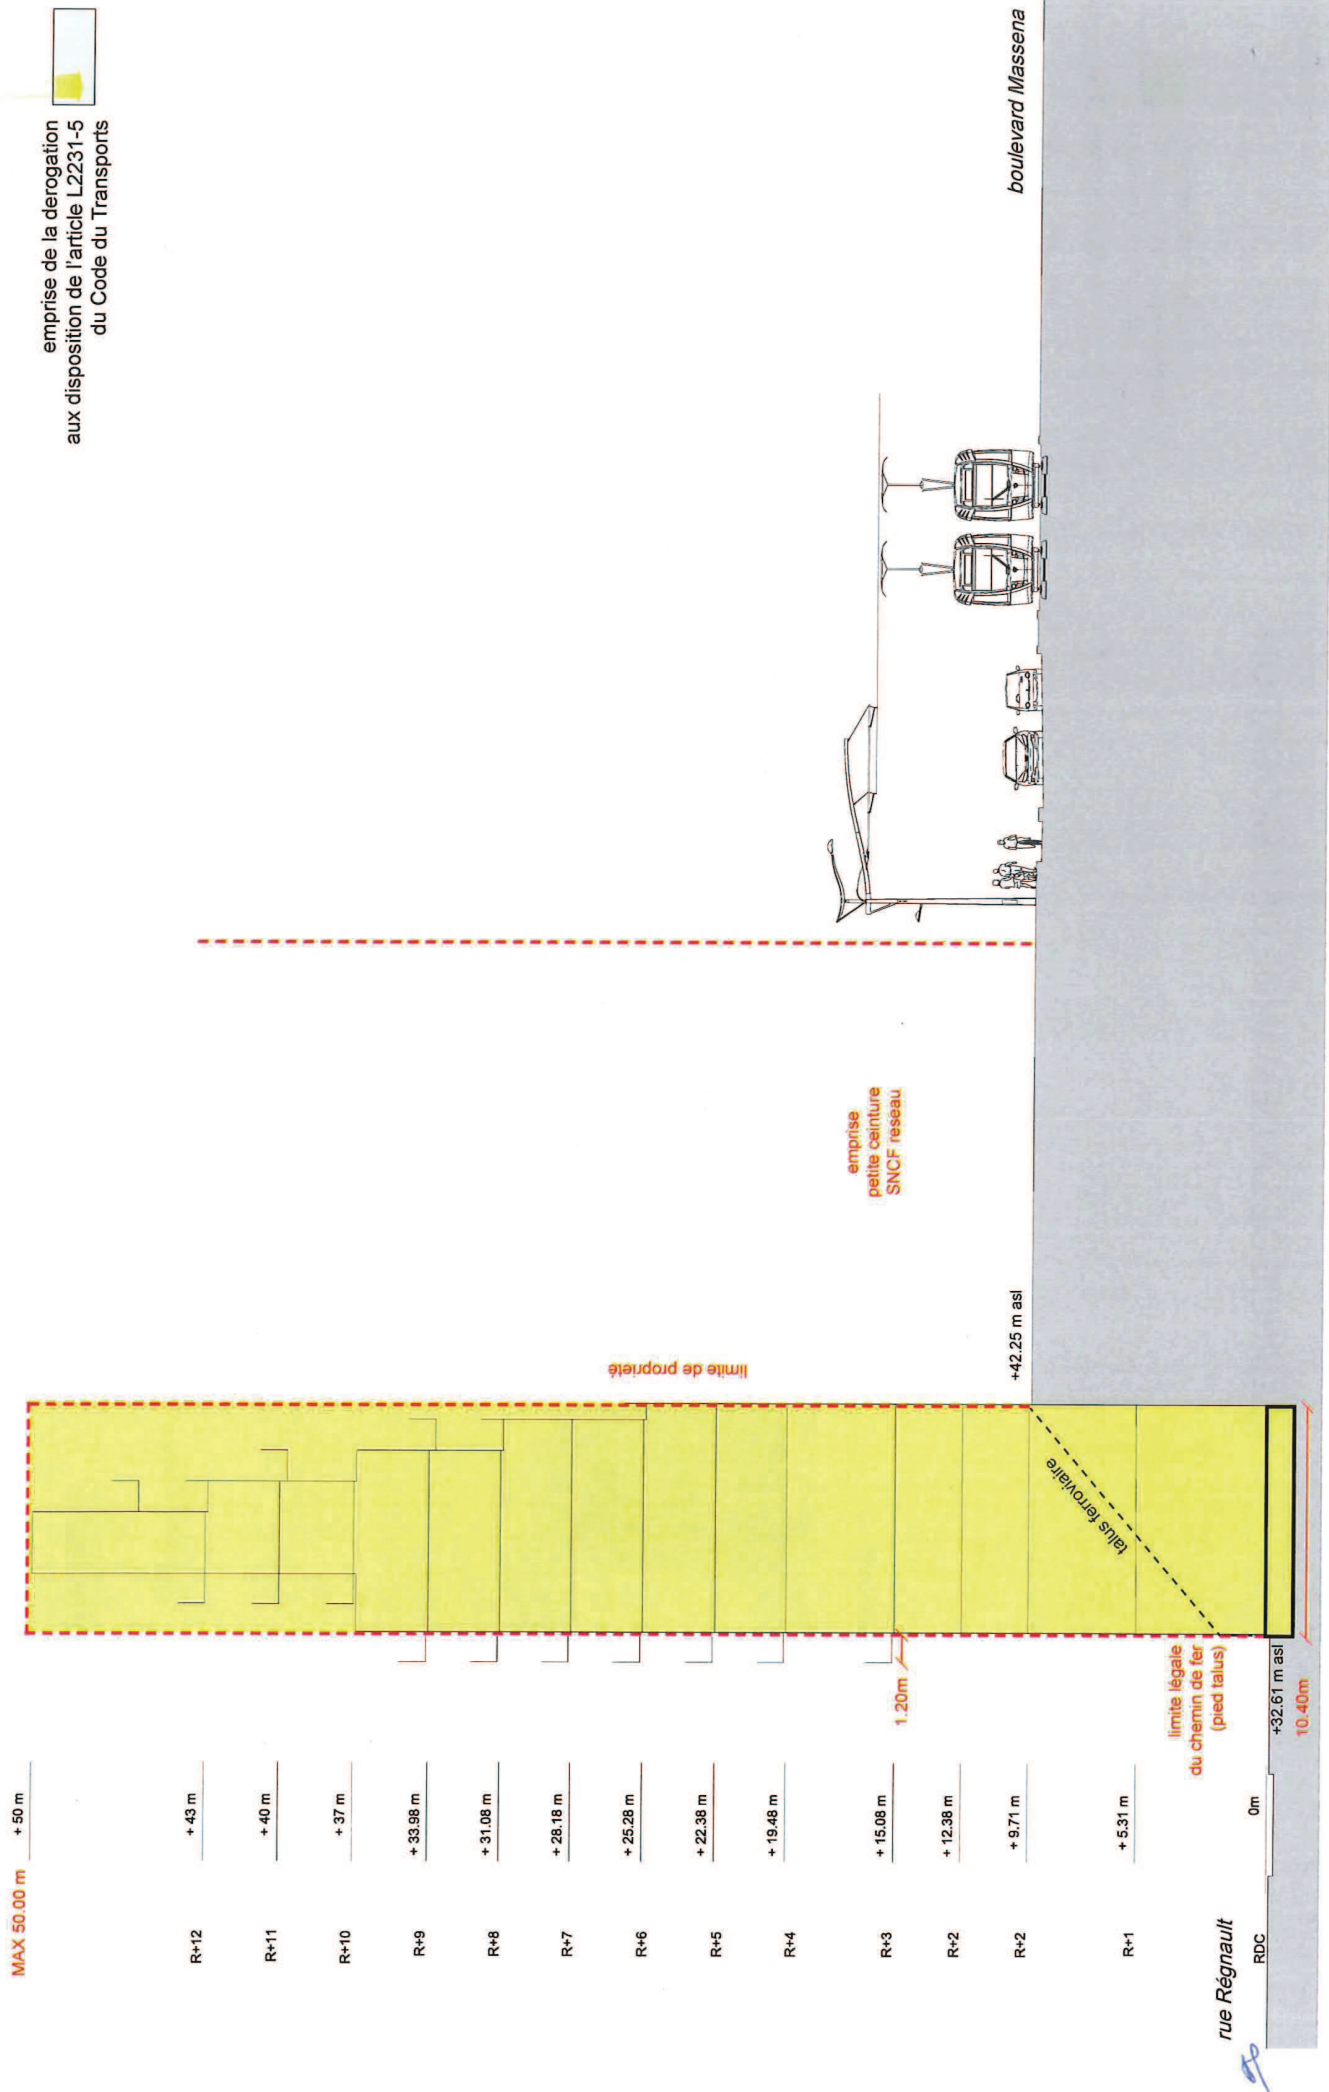 emprise de la derogation
aux disposition de l'article L2231-5
du Code du Transports
MAX 50.00 m
+ 50 m
R+12
+ 43 m
R+11
+ 40 m
R+10
+ 37 m
R+9
+ 33.98 m
R+8
+ 31.08 m
R+7
+ 28.18 m
R+6
+ 25.28 m
R+5
+ 22.38 m
R+4
+ 19.48 m
R+3
+ 15.08 m
R+2
+ 12.38 m
R+2
+ 9.71 m
R+1
+ 5.31 m
RDC
0m
rue Régnault
1.20m
limite légale
du chemin de fer
(pied talus)
+32.61 m asl
10.40m
talus ferroviaire
limite de proprieté
+42.25 m asl
emprise
petite ceinture
SNCF reseau
boulevard Massena